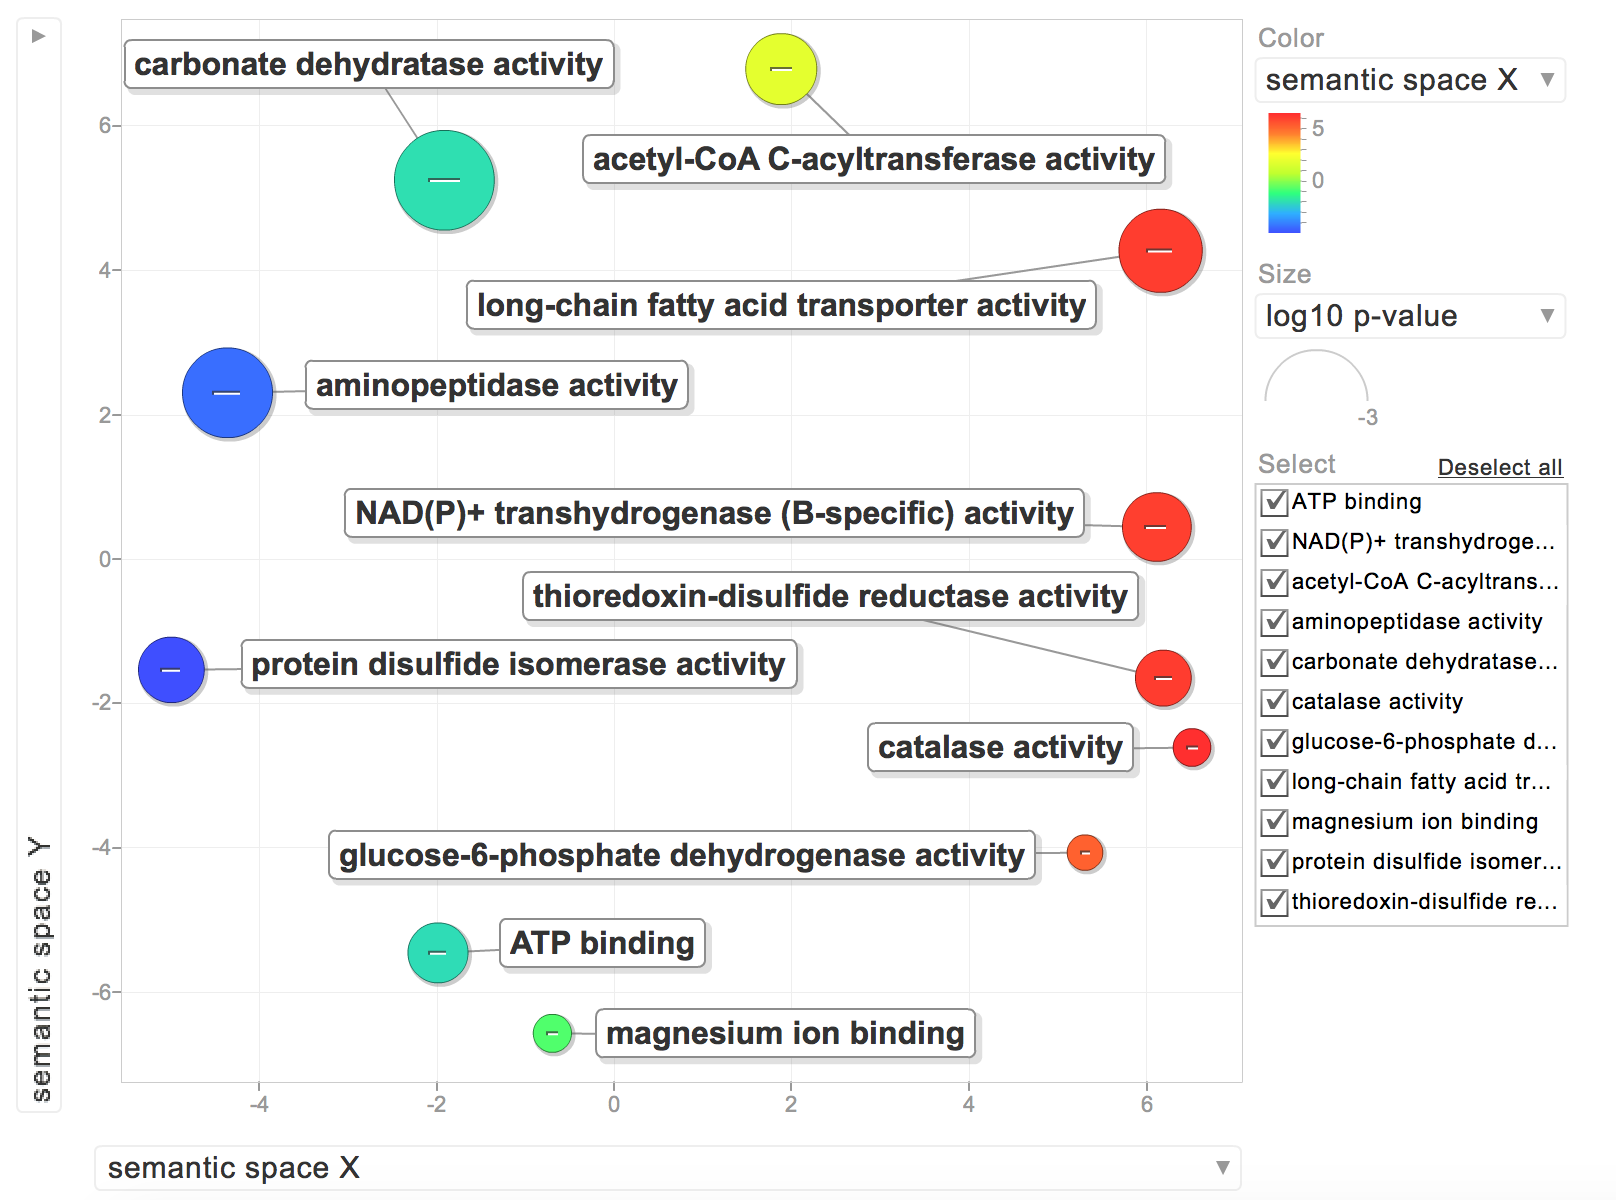 carbonate dehydratase activity
acetyl-CoA C-acyltransferase activity
long-chain fatty acid transporter activity
aminopeptidase activity
NAD(P)+ transhydrogenase (B-specific) activity
thioredoxin-disulfide reductase activity
protein disulfide isomerase activity
catalase activity
glucose-6-phosphate dehydrogenase activity
ATP binding
magnesium ion binding
6
4
2
0
-2
-4
-6
-4
-2
0
2
4
6
semantic space Y
semantic space X
Color
semantic space X
5
0
Size
log10 p-value
-3
Select
Deselect all
ATP binding
NAD(P)+ transhydroge...
acetyl-CoA C-acyltrans...
aminopeptidase activity
carbonate dehydratase...
catalase activity
glucose-6-phosphate d...
long-chain fatty acid tr...
magnesium ion binding
protein disulfide isomer...
thioredoxin-disulfide re...